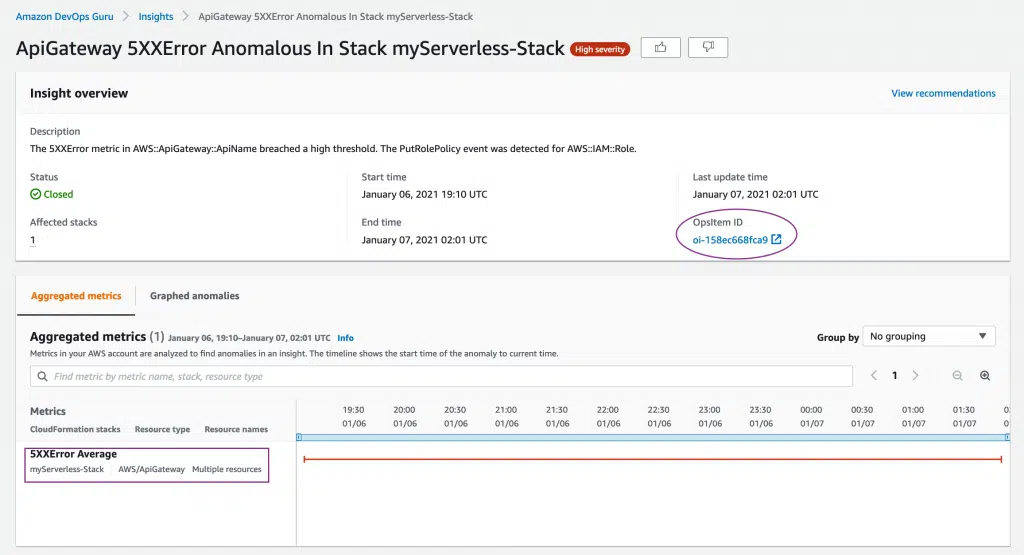 Amazon DevOps Guru > Insights > ApiGateway 5XXError Anomalous In Stack myServerless-Stack
ApiGateway 5XXError Anomalous In Stack myServerless-Stack High severity
Insight overview View recommendations
Description
The 5XXError metric in AWS::ApiGateway::ApiName breached a high threshold. The PutRolePolicy event was detected for AWS::IAM::Role.
Status Start time Last update time
Closed January 06, 2021 19:10 UTC January 07, 2021 02:01 UTC
Affected stacks End time OpsItem ID
1 January 07, 2021 02:01 UTC oi-158ec668fca9
Aggregated metrics Graphed anomalies
Aggregated metrics (1) January 06, 19:10–January 07, 02:01 UTC Info Group by No grouping
Metrics in your AWS account are analyzed to find anomalies in an insight. The timeline shows the start time of the anomaly to current time.
Find metric by metric name, stack, resource type < 1 >
Metrics 19:30 20:00 20:30 21:00 21:30 22:00 22:30 23:00 23:30 00:00 00:30 01:00 01:30
CloudFormation stacks Resource type Resource names 01/06 01/06 01/06 01/06 01/06 01/06 01/06 01/06 01/06 01/07 01/07 01/07 01/07
5XXError Average
myServerless-Stack AWS/ApiGateway Multiple resources